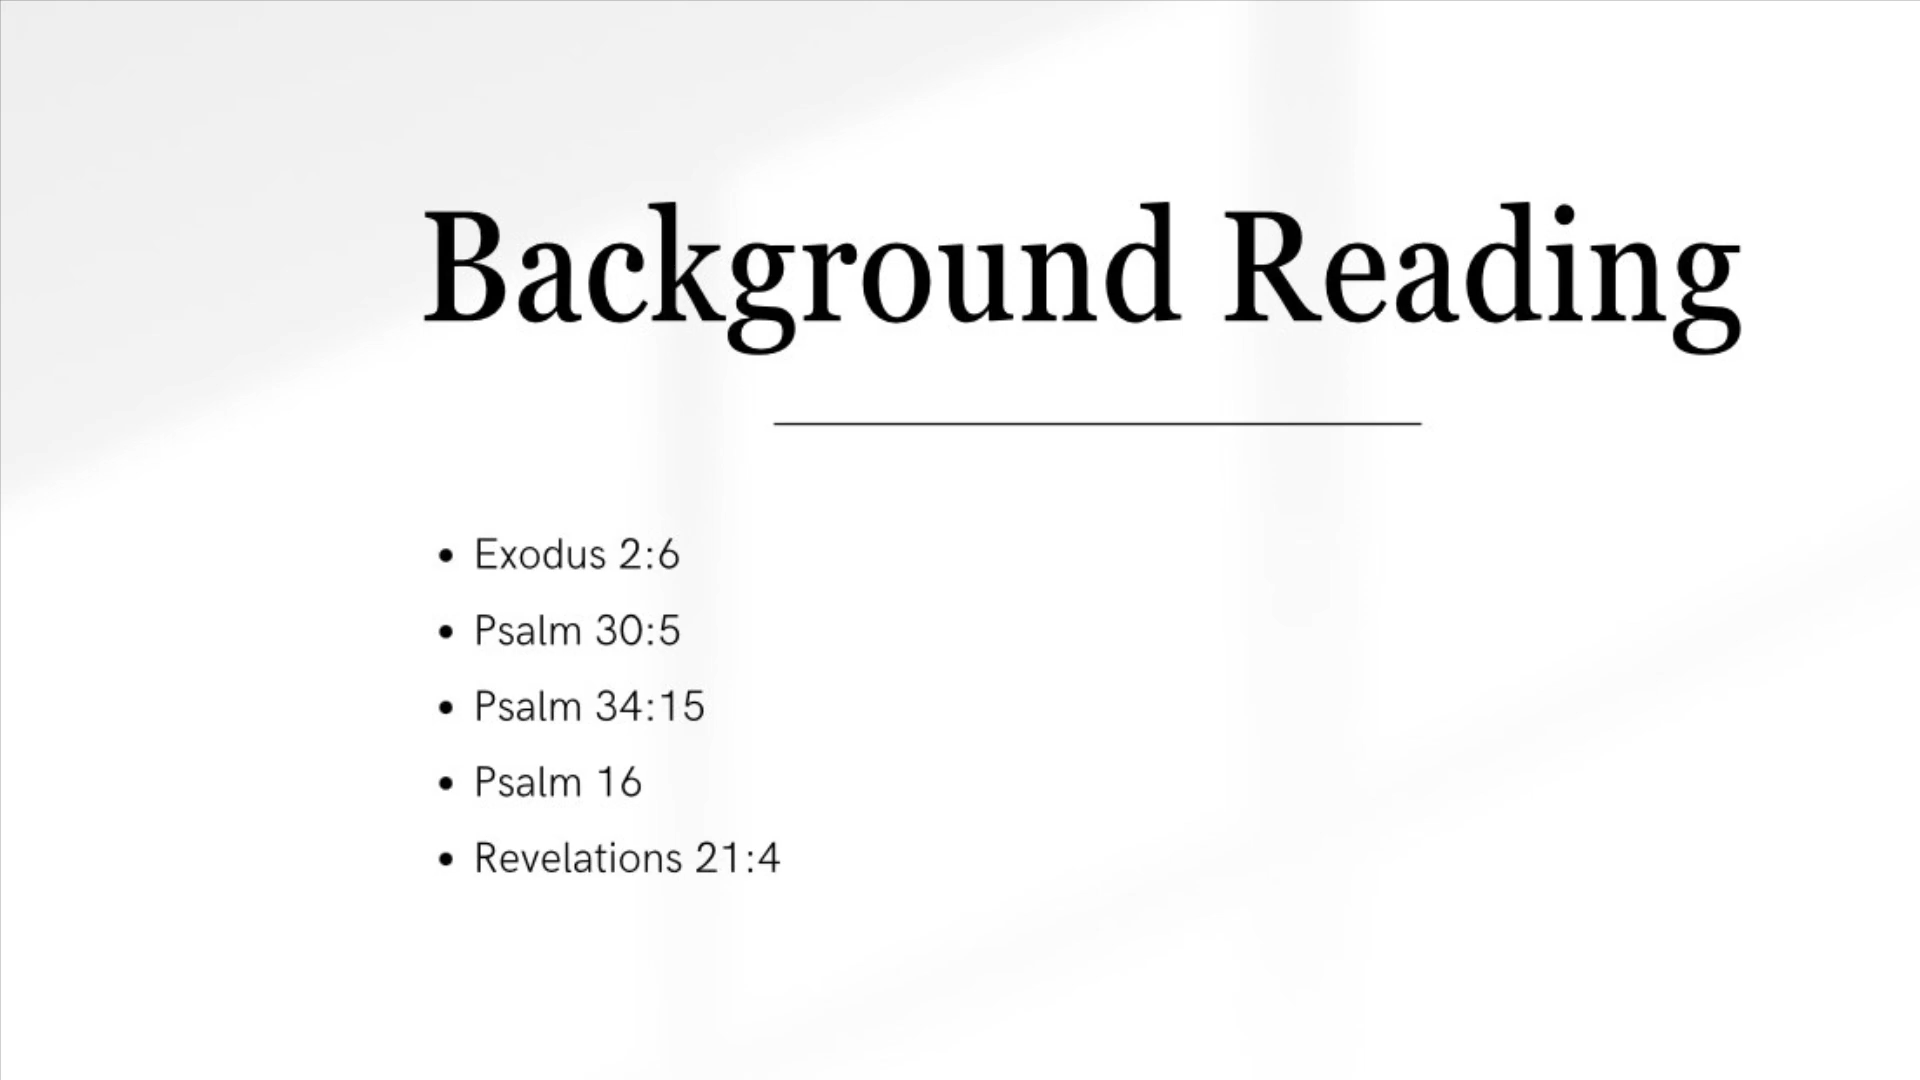 Background Reading
• Exodus 2:6
• Psalm 30:5
• Psalm 34:15
• Psalm 16
• Revelations 21:4